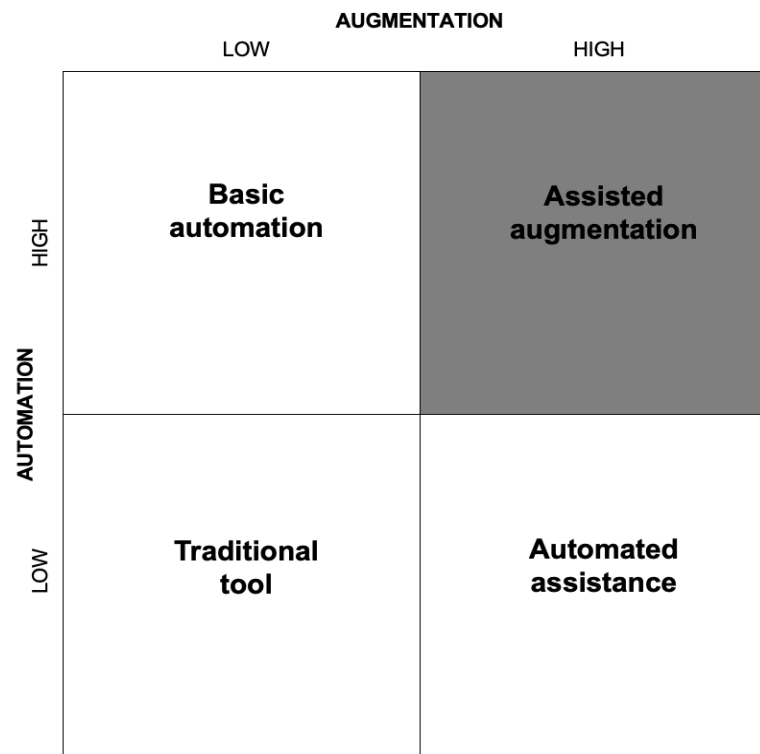 AUGMENTATION
LOW
HIGH
AUTOMATION
HIGH
Basic
automation
Assisted
augmentation
LOW
Traditional
tool
Automated
assistance